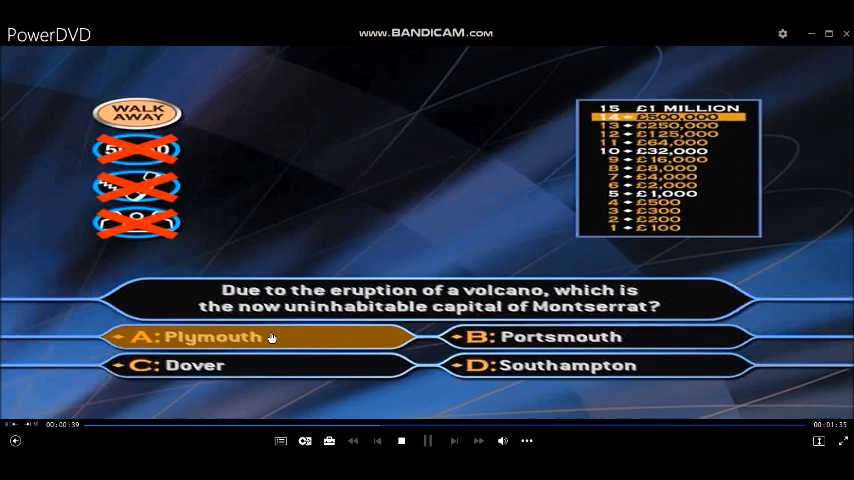 PowerDVD
www.BANDICAM.com
WALK
AWAY
15 £1 MILLION
14 £500,000
13 £250,000
12 £125,000
11 £64,000
10 £32,000
9 £16,000
8 £8,000
7 £4,000
6 £2,000
5 £1,000
4 £500
3 £300
2 £200
1 £100
Due to the eruption of a volcano, which is
the now uninhabitable capital of Montserrat?
A: Plymouth
B: Portsmouth
C: Dover
D: Southampton
00:00:39
00:01:35